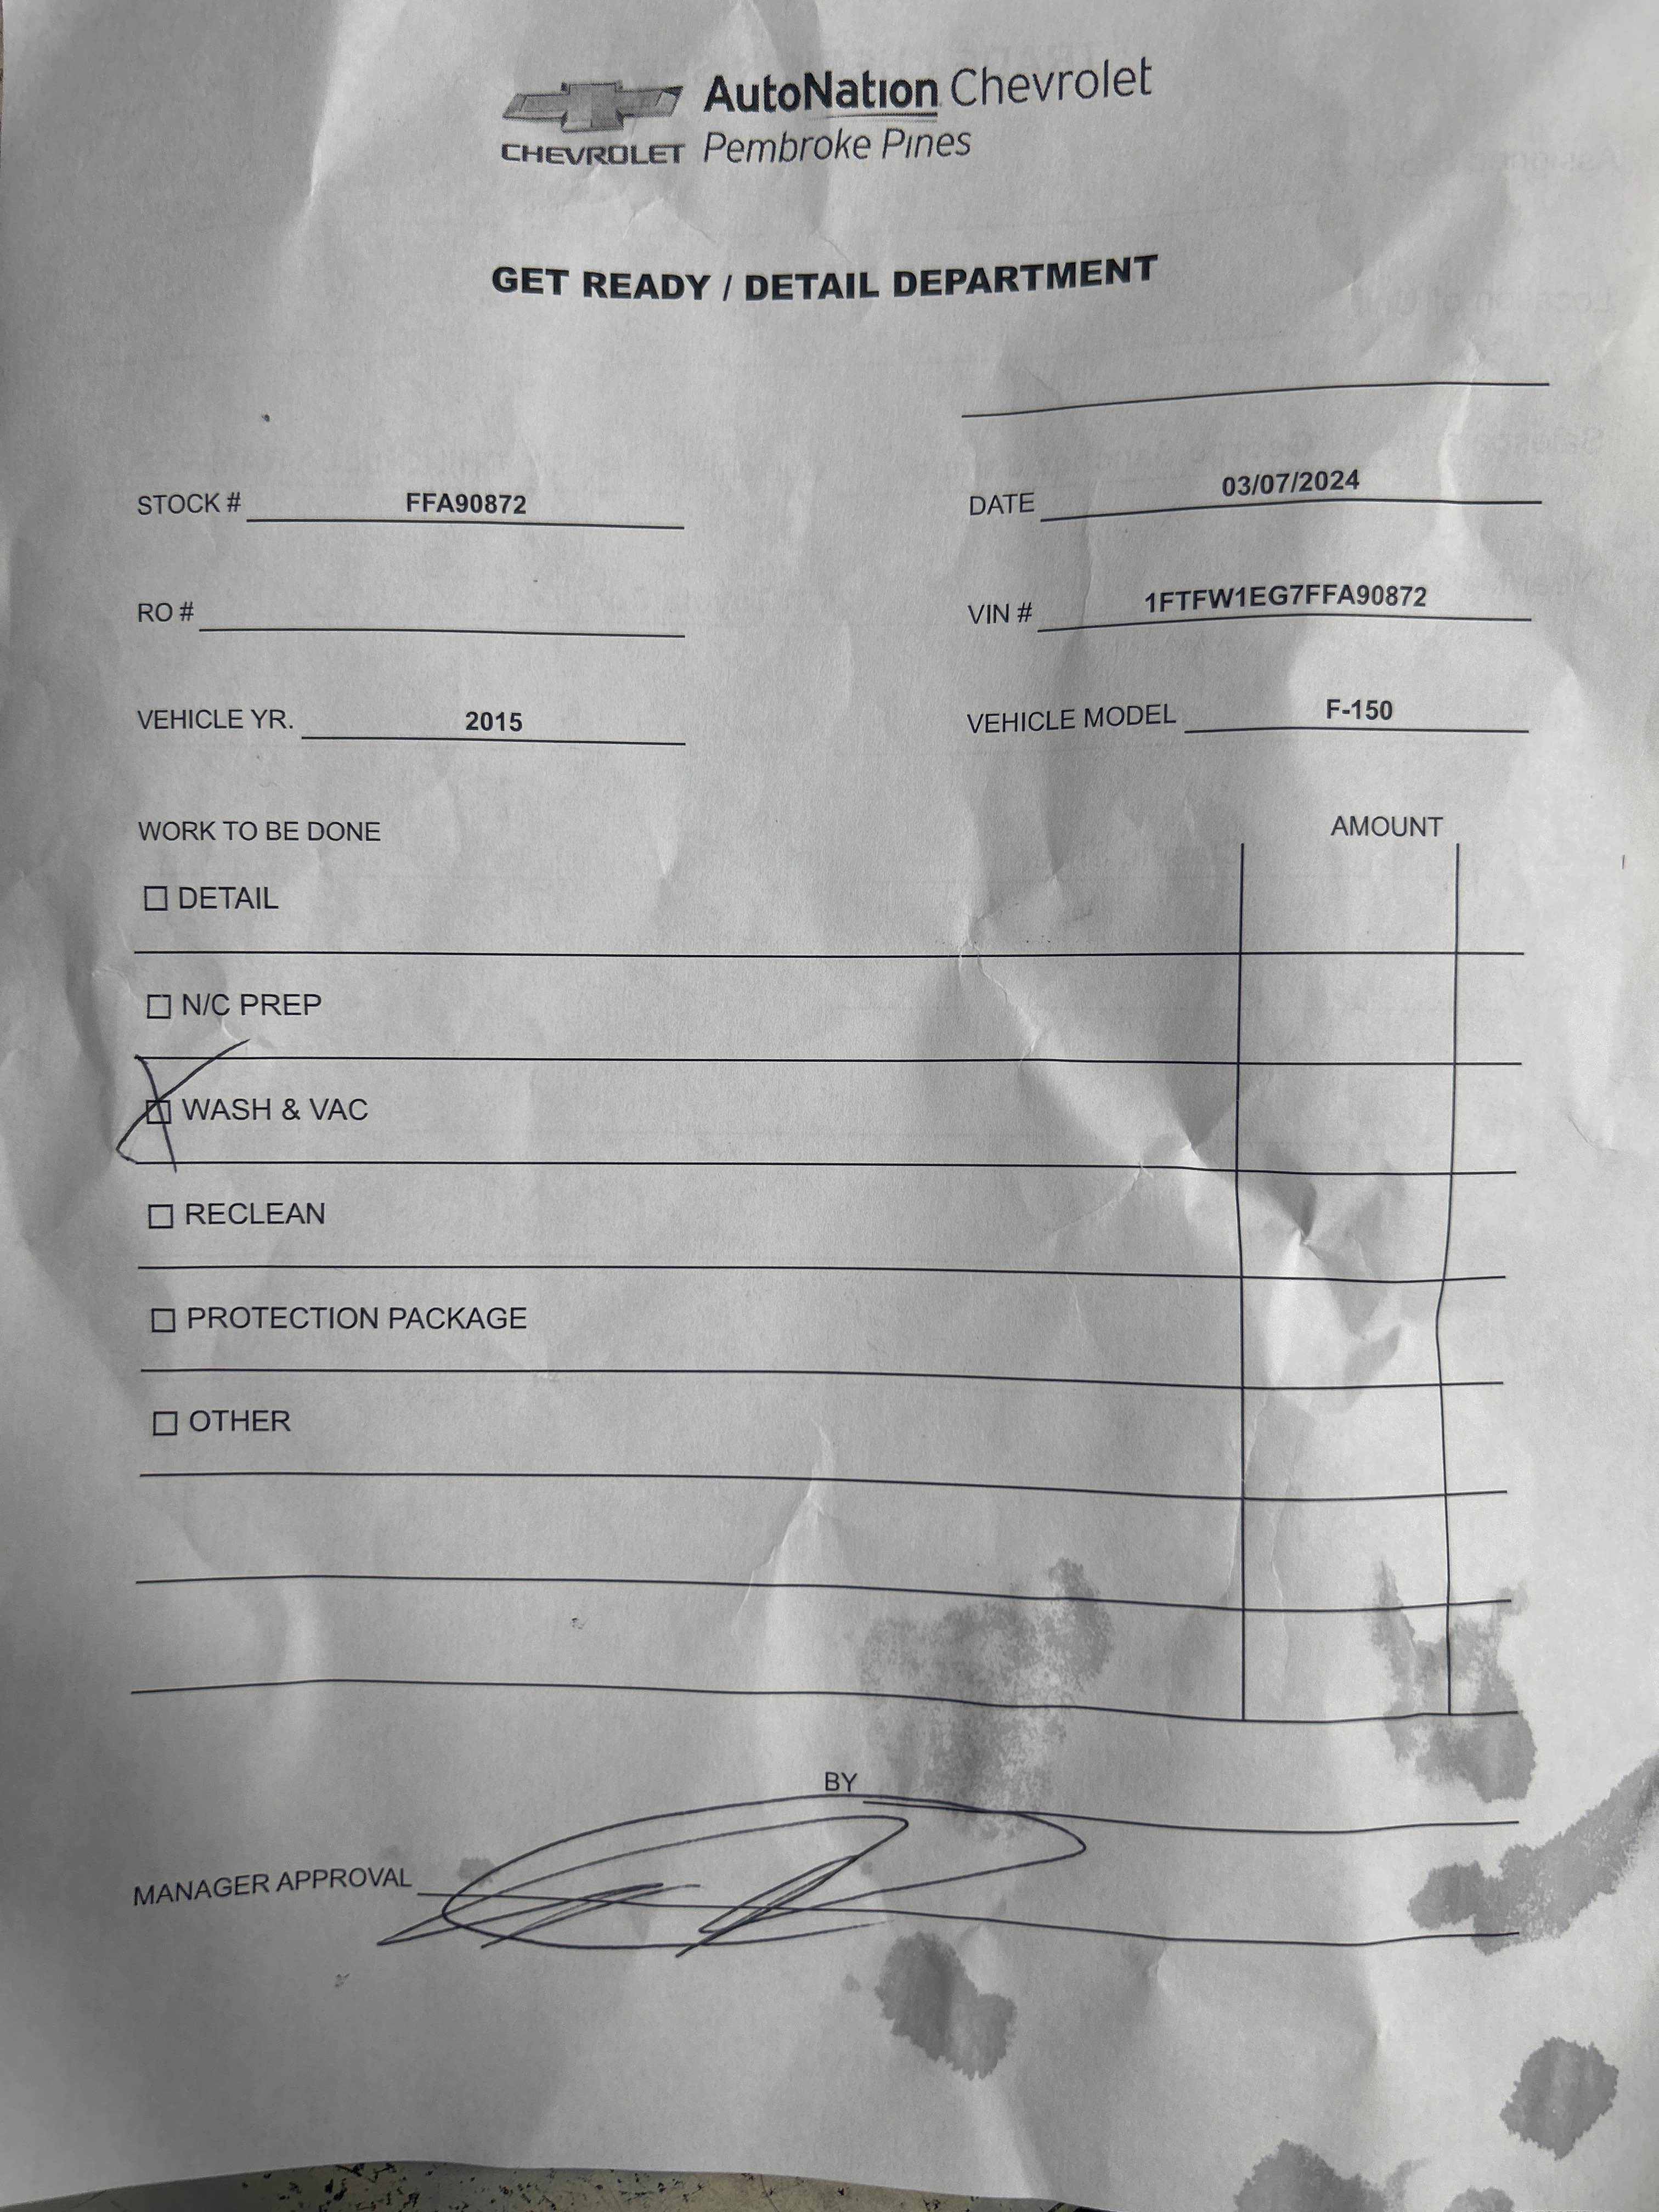 AutoNation Chevrolet
CHEVROLET Pembroke Pines
GET READY / DETAIL DEPARTMENT
STOCK # FFA90872
DATE 03/07/2024
RO #
VIN # 1FTFW1EG7FFA90872
VEHICLE YR. 2015
VEHICLE MODEL F-150
WORK TO BE DONE
AMOUNT
DETAIL
N/C PREP
WASH & VAC
RECLEAN
PROTECTION PACKAGE
OTHER
BY
MANAGER APPROVAL